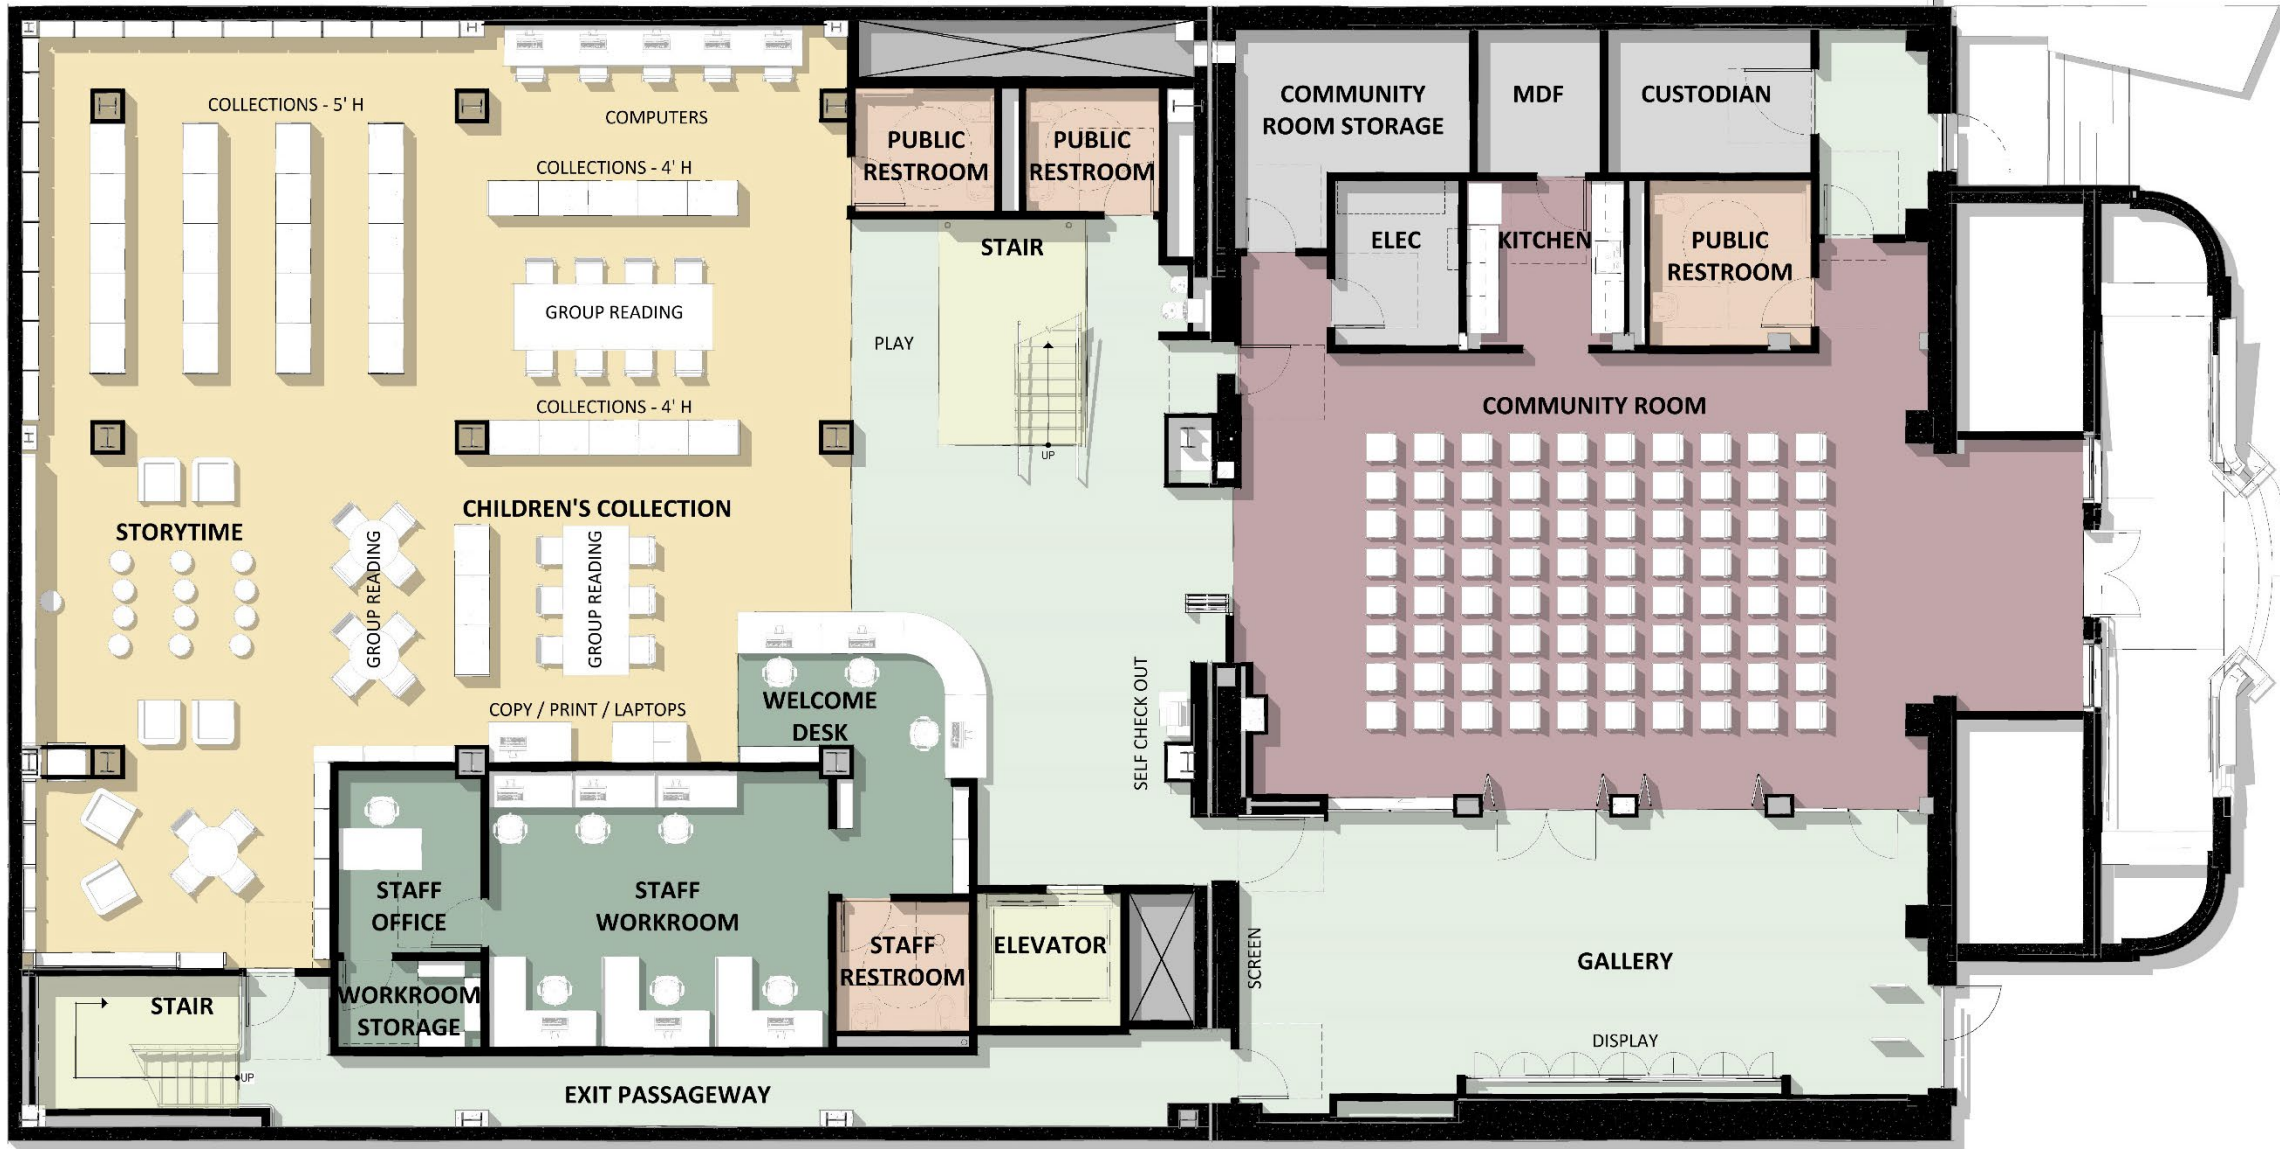 COLLECTIONS - 5' H
COMPUTERS
COLLECTIONS - 4' H
PUBLIC
RESTROOM
PUBLIC
RESTROOM
COMMUNITY
ROOM STORAGE
MDF
CUSTODIAN
STAIR
ELEC
KITCHEN
PUBLIC
RESTROOM
GROUP READING
PLAY
COLLECTIONS - 4' H
UP
COMMUNITY ROOM
STORYTIME
CHILDREN'S COLLECTION
GROUP READING
GROUP READING
COPY / PRINT / LAPTOPS
WELCOME
DESK
SELF CHECK OUT
STAFF
OFFICE
STAFF
WORKROOM
STAFF
RESTROOM
ELEVATOR
SCREEN
GALLERY
STAIR
WORKROOM
STORAGE
DISPLAY
UP
EXIT PASSAGEWAY